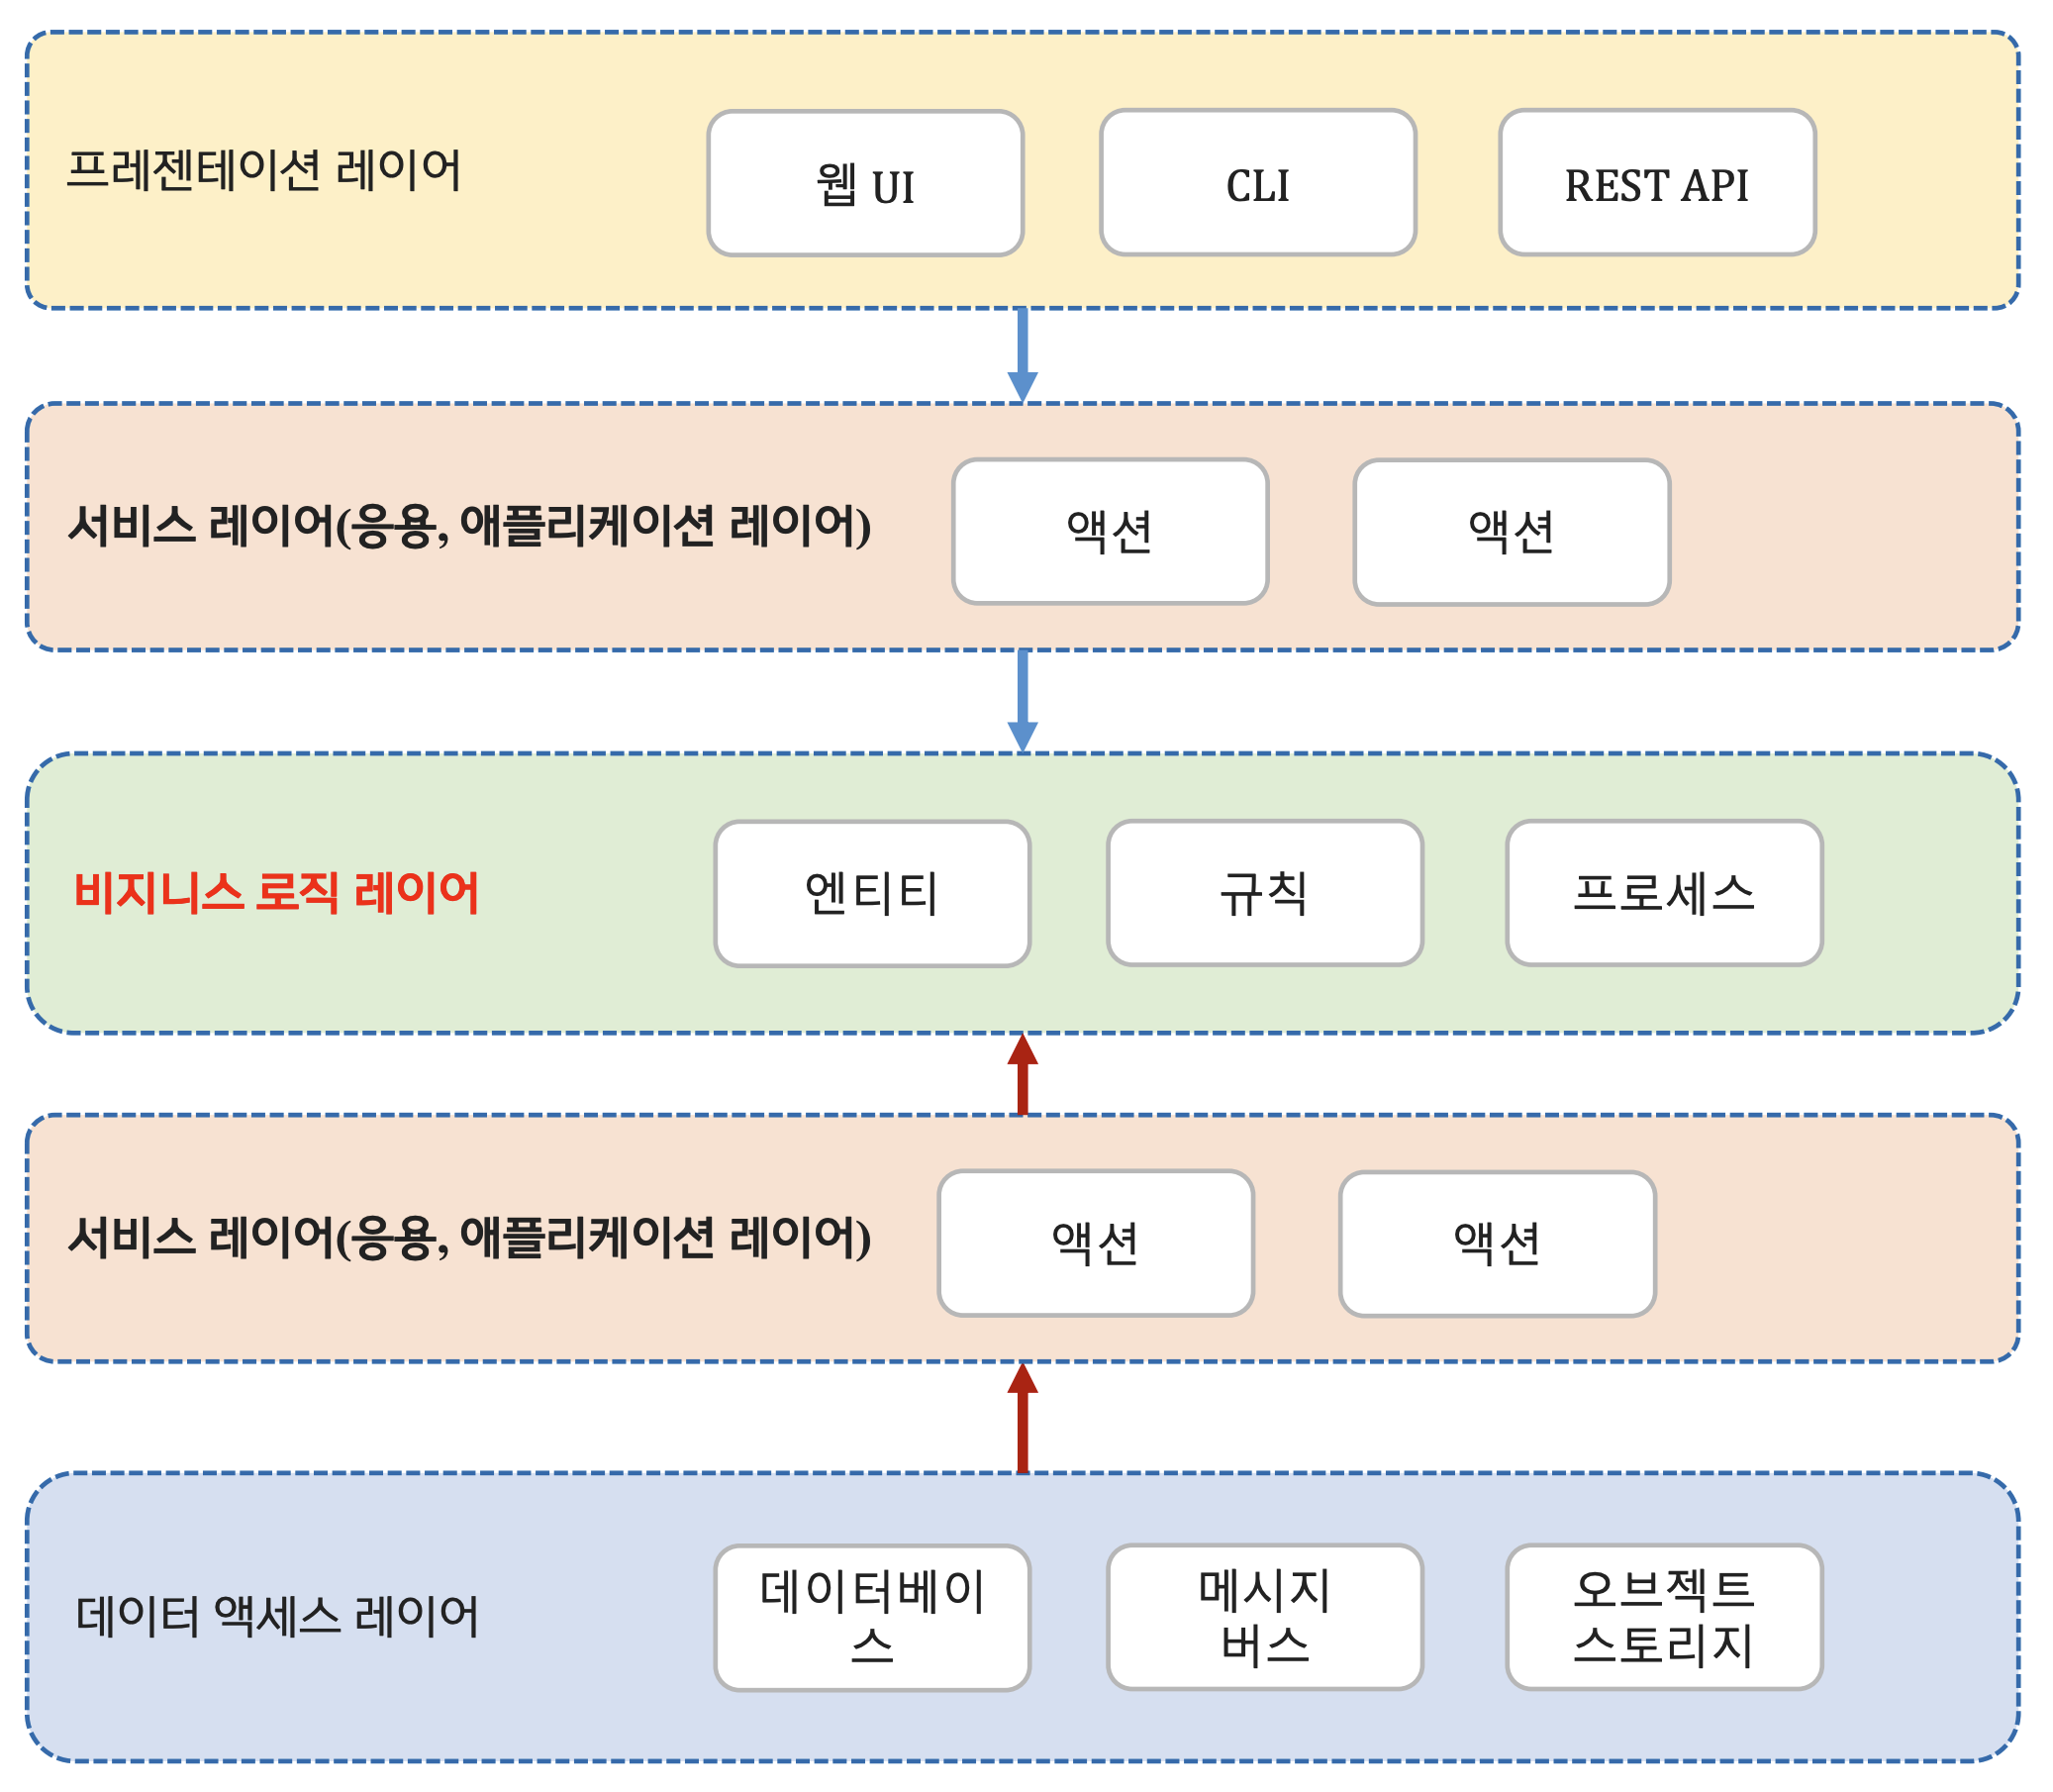 프레젠테이션 레이어
웹 UI
CLI
REST API
서비스 레이어(응용, 애플리케이션 레이어)
액션
액션
비지니스 로직 레이어
엔티티
규칙
프로세스
서비스 레이어(응용, 애플리케이션 레이어)
액션
액션
데이터 액세스 레이어
데이터베이
스
메시지
버스
오브젝트
스토리지